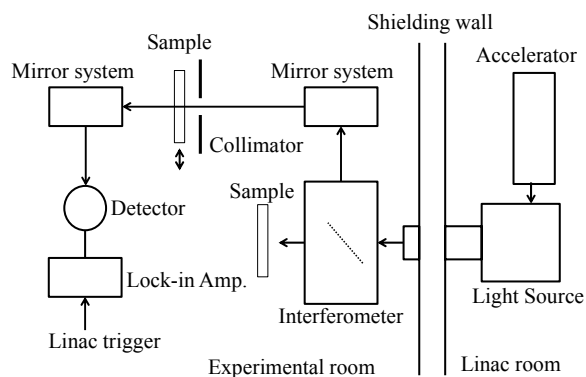 Shielding wall
Sample
Accelerator
Mirror system
Mirror system
Collimator
Sample
Detector
Lock-in Amp.
Light Source
Interferometer
Linac trigger
Experimental room
Linac room